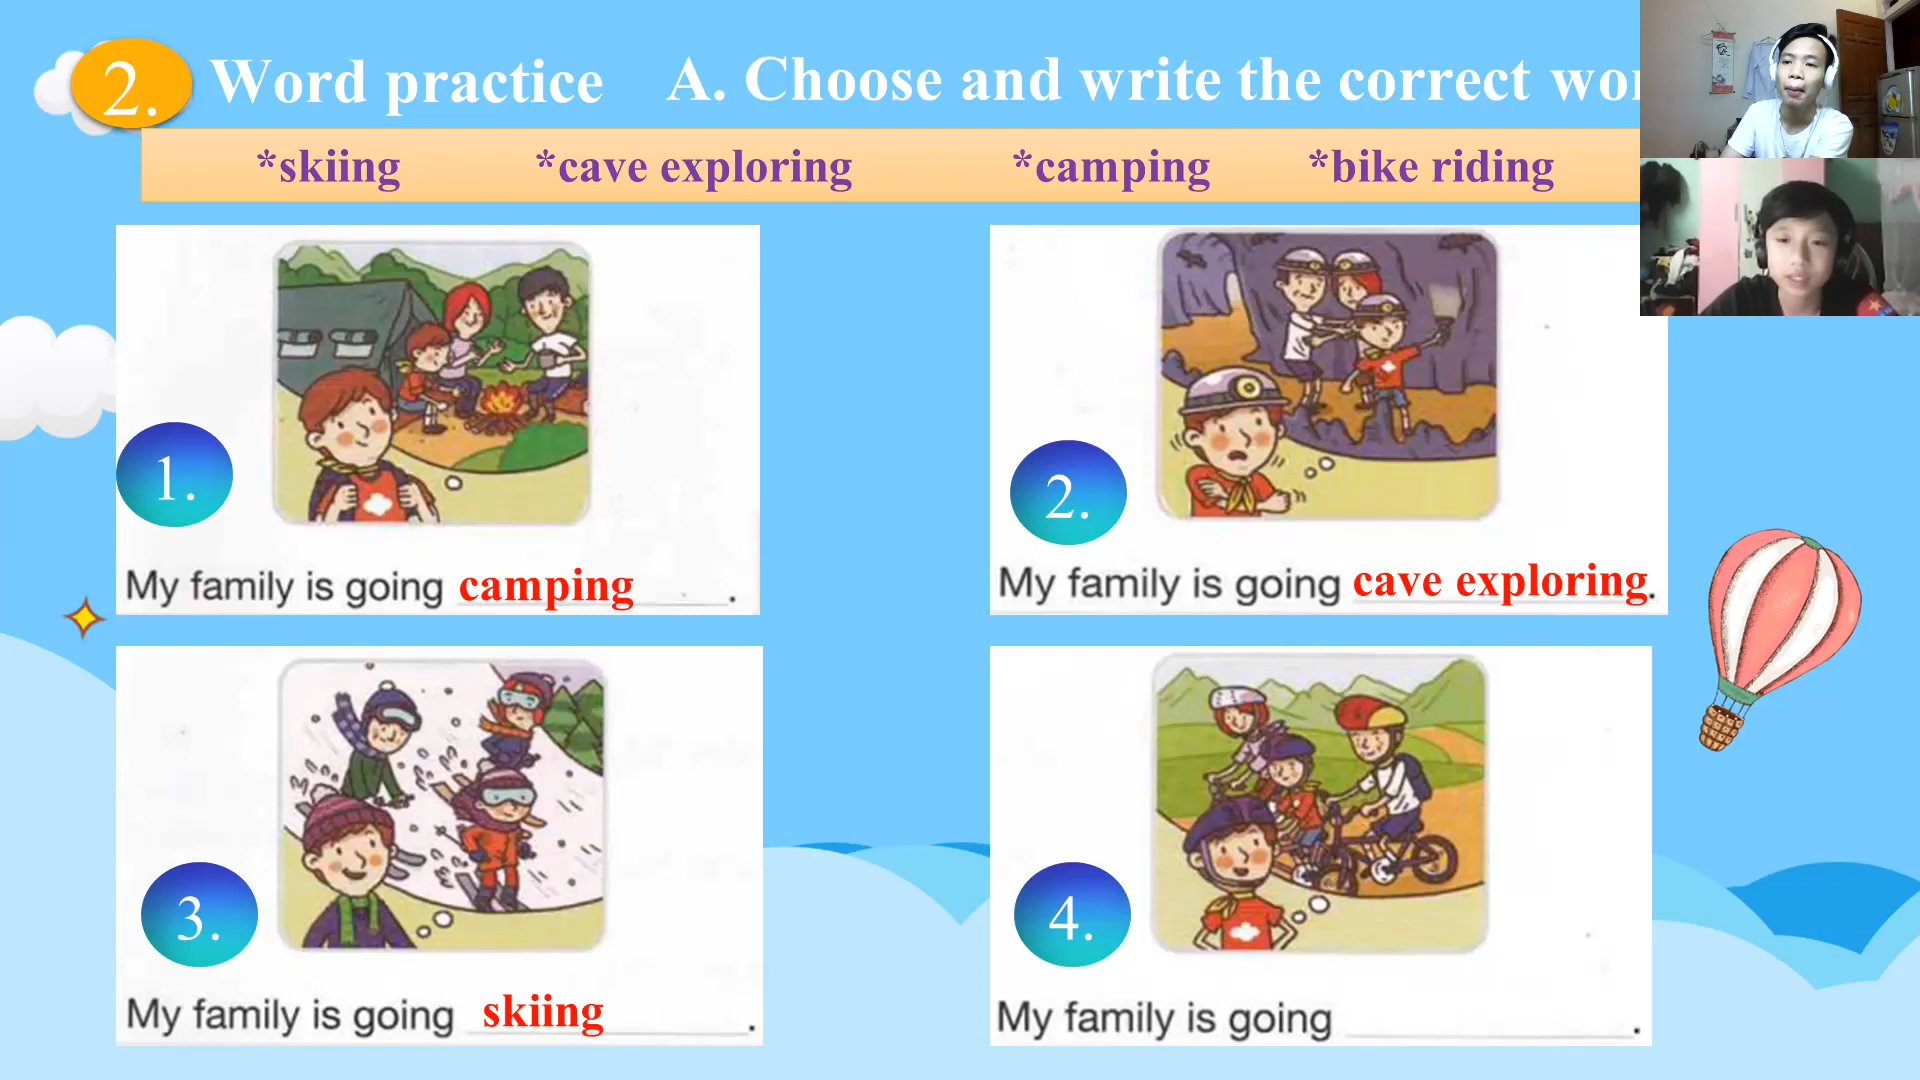 2. Word practice A. Choose and write the correct
*skiing *cave exploring *camping *bike riding
1.
My family is going camping.
2.
My family is going cave exploring.
3.
My family is going skiing.
4.
My family is going ____________.